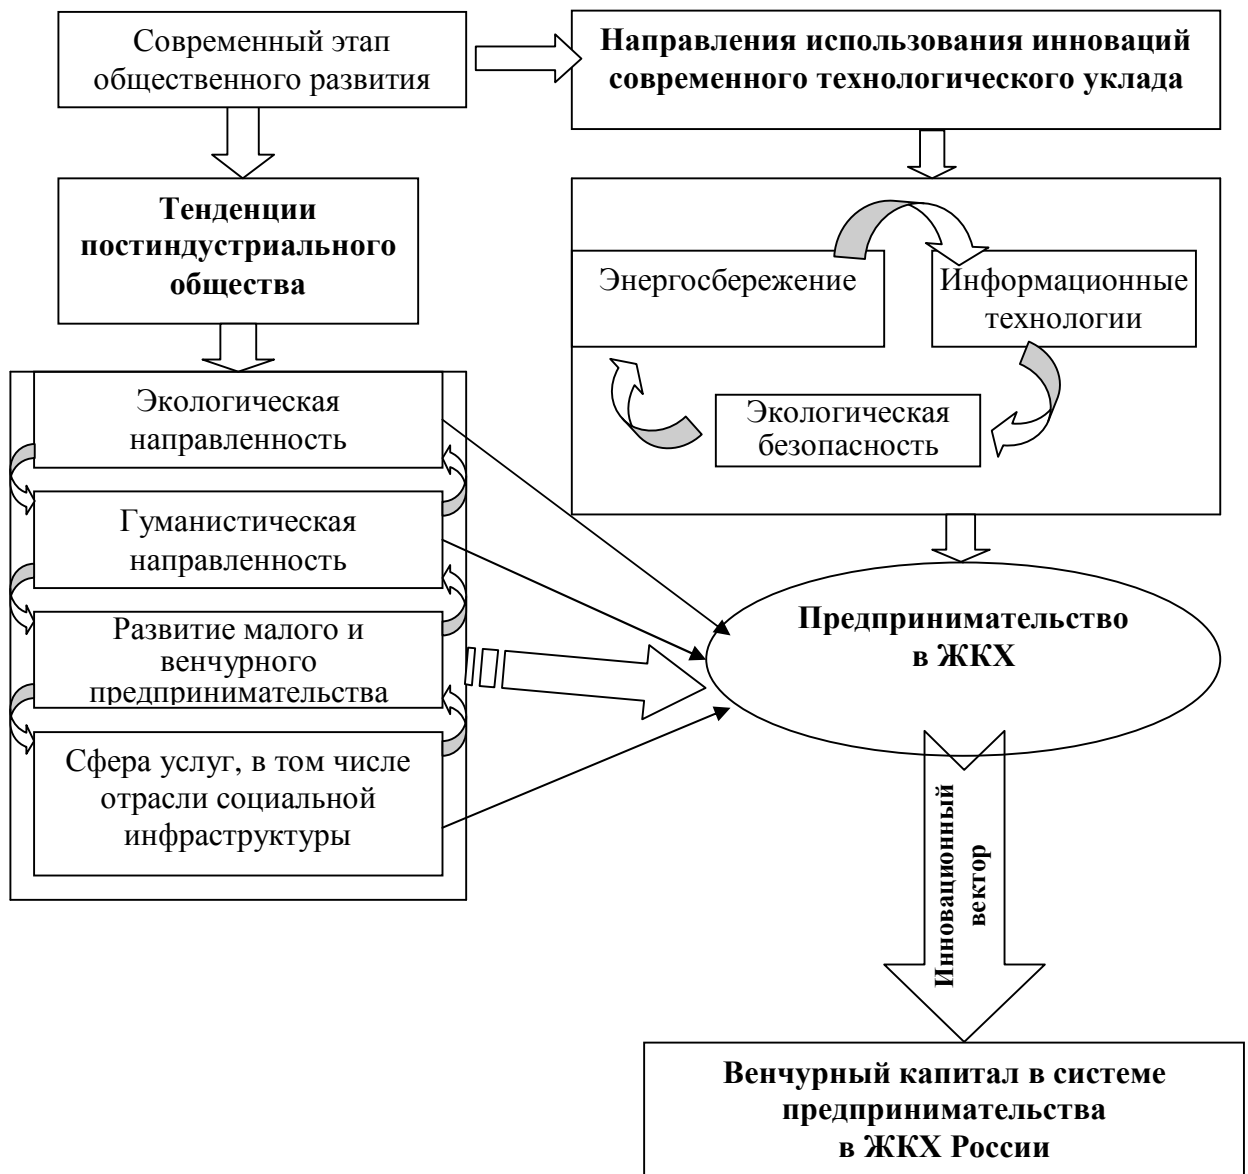 Современный этап
общественного развития
Направления использования инноваций
современного технологического уклада
Тенденции
постиндустриального
общества
Энергосбережение
Информационные
технологии
Экологическая
безопасность
Экологическая
направленность
Гуманистическая
направленность
Развитие малого и
венчурного
предпринимательства
Сфера услуг, в том числе
отрасли социальной
инфраструктуры
Предпринимательство
в ЖКХ
Инновационный
вектор
Венчурный капитал в системе
предпринимательства
в ЖКХ России